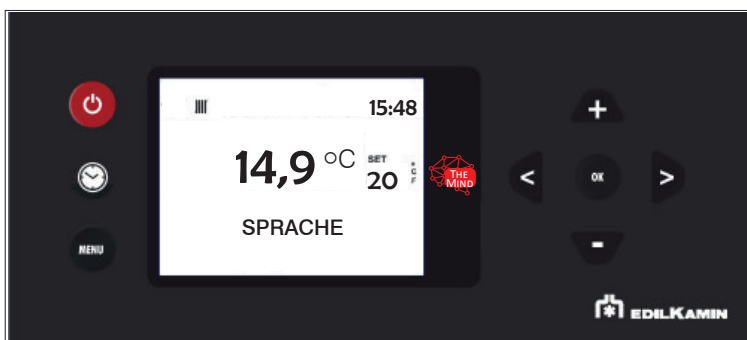 15:48
14,9 °C
SET
20
°C
F
SPRACHE
THE
MIND
MENU
+
<
OK
>
-
EDILKAMIN